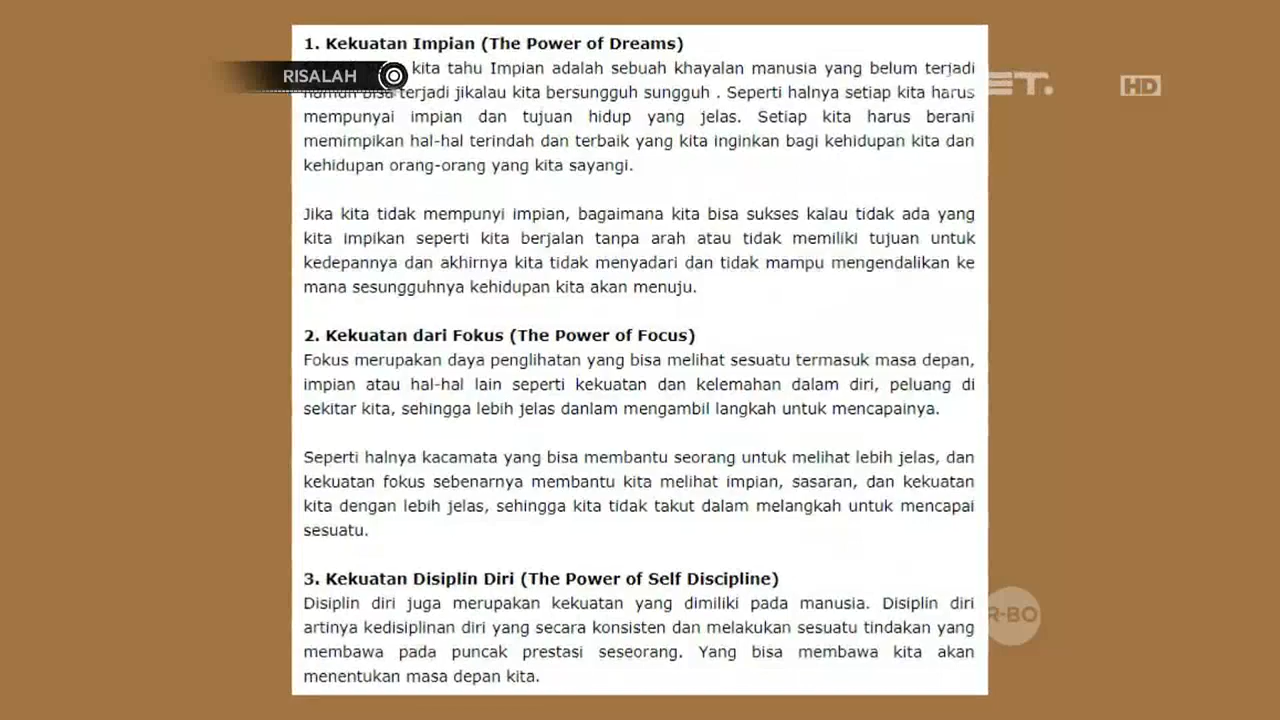 1. Kekuatan Impian (The Power of Dreams)
RISALAH
kita tahu Impian adalah sebuah khayalan manusia yang belum terjadi
namun bisa terjadi jikalau kita bersungguh sungguh . Seperti halnya setiap kita harus
ET.
HD
mempunyai impian dan tujuan hidup yang jelas. Setiap kita harus berani
memimpikan hal-hal terindah dan terbaik yang kita inginkan bagi kehidupan kita dan
kehidupan orang-orang yang kita sayangi.
Jika kita tidak mempunyi impian, bagaimana kita bisa sukses kalau tidak ada yang
kita impikan seperti kita berjalan tanpa arah atau tidak memiliki tujuan untuk
kedepannya dan akhirnya kita tidak menyadari dan tidak mampu mengendalikan ke
mana sesungguhnya kehidupan kita akan menuju.
2. Kekuatan dari Fokus (The Power of Focus)
Fokus merupakan daya penglihatan yang bisa melihat sesuatu termasuk masa depan,
impian atau hal-hal lain seperti kekuatan dan kelemahan dalam diri, peluang di
sekitar kita, sehingga lebih jelas danlam mengambil langkah untuk mencapainya.
Seperti halnya kacamata yang bisa membantu seorang untuk melihat lebih jelas, dan
kekuatan fokus sebenarnya membantu kita melihat impian, sasaran, dan kekuatan
kita dengan lebih jelas, sehingga kita tidak takut dalam melangkah untuk mencapai
sesuatu.
3. Kekuatan Disiplin Diri (The Power of Self Discipline)
Disiplin diri juga merupakan kekuatan yang dimiliki pada manusia. Disiplin diri
artinya kedisiplinan diri yang secara konsisten dan melakukan sesuatu tindakan yang
R-BO
membawa pada puncak prestasi seseorang. Yang bisa membawa kita akan
menentukan masa depan kita.